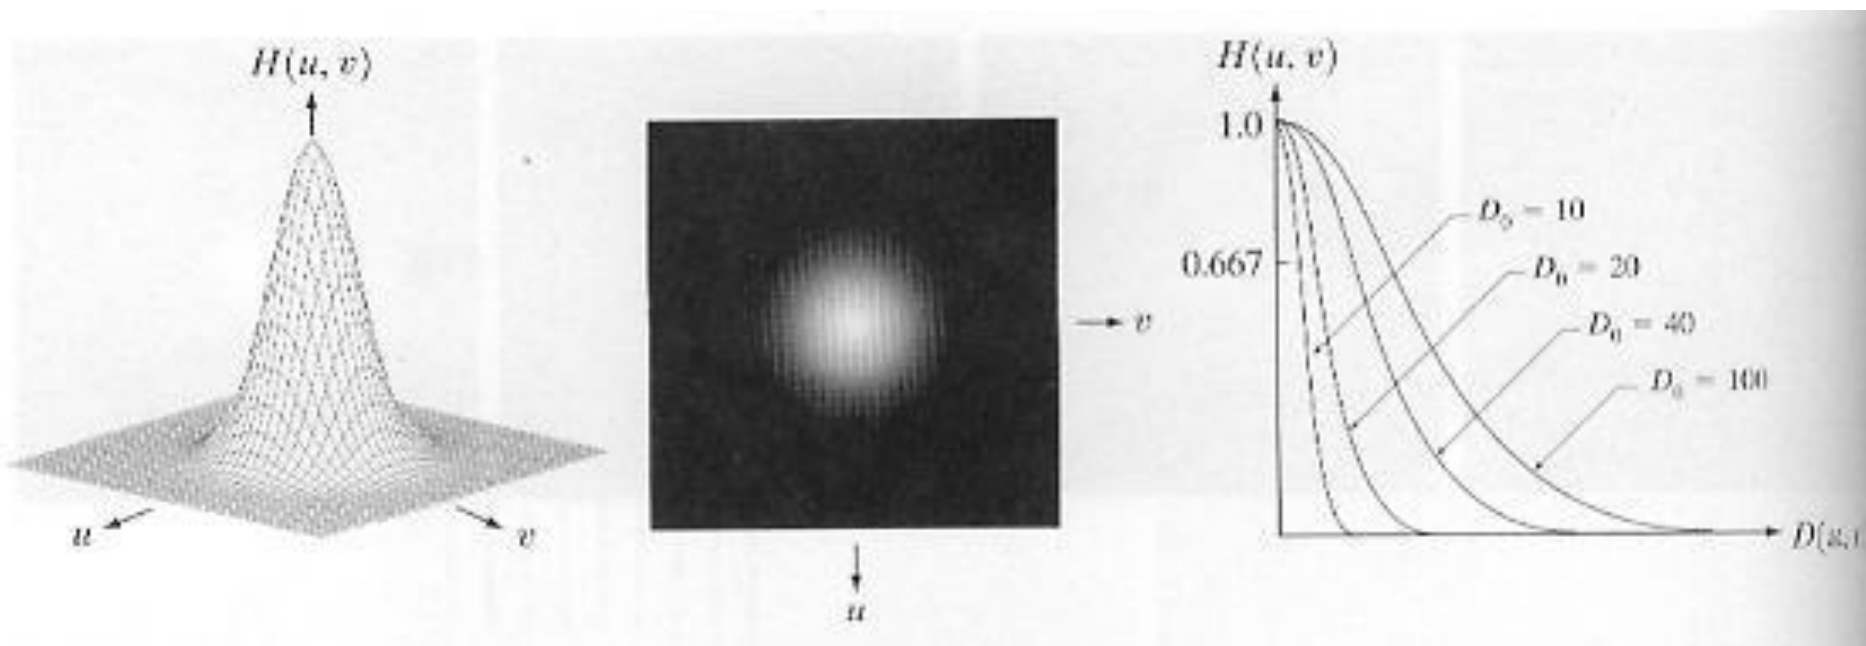 H(u, v)
u
v
v
u
H(u, v)
1.0
0.667
D₀ = 10
D₀ = 20
D₀ = 40
D₀ = 100